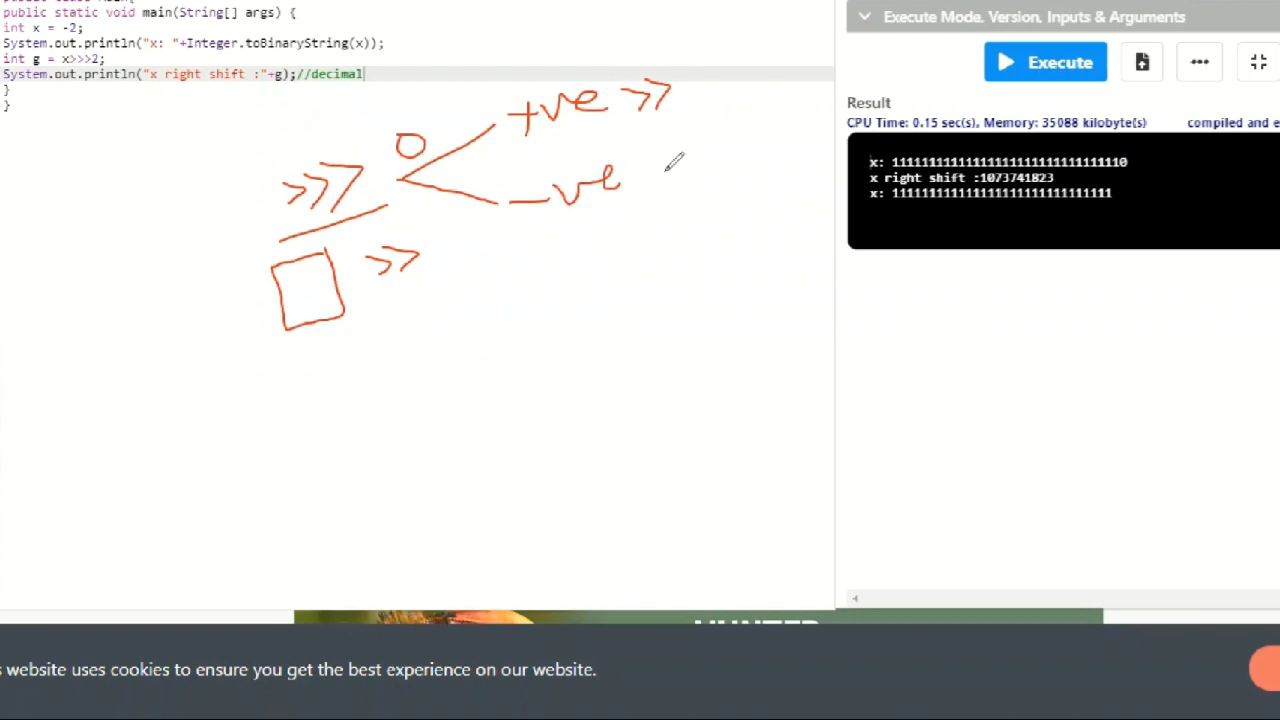 public static void main(String[] args) {
int x = -2;
System.out.println("x: "+Integer.toBinaryString(x));
int g = x>>>2;
System.out.println("x right shift :"+g);//decimal
}
}
>>>
0
+ve >>
-ve
>>
Execute Mode, Version, Inputs & Arguments
Execute
Result
CPU Time: 0.15 sec(s), Memory: 35088 kilobyte(s) compiled and e
x: 11111111111111111111111111111110
x right shift :1073741823
x: 111111111111111111111111111111
s website uses cookies to ensure you get the best experience on our website.